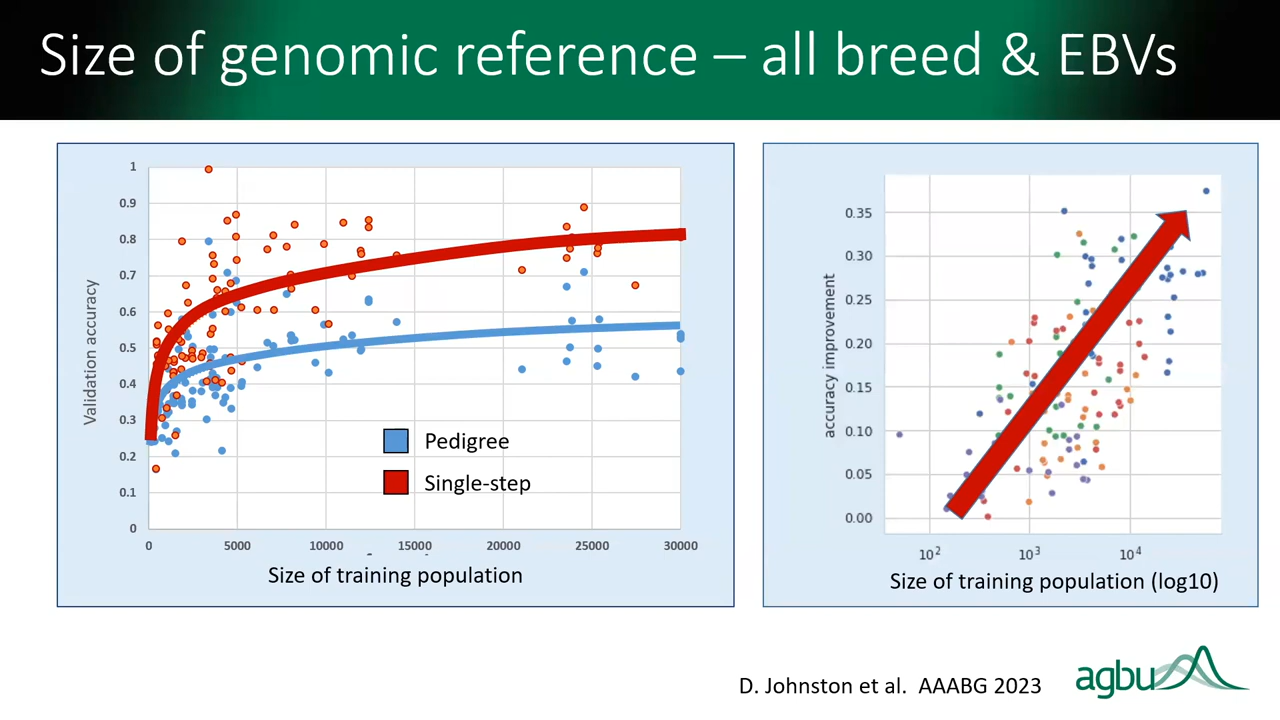 Size of genomic reference – all breed & EBVs
Validation accuracy
1
0.9
0.8
0.7
0.6
0.5
0.4
0.3
0.2
0.1
0
0 5000 10000 15000 20000 25000 30000
Pedigree
Single-step
Size of training population
accuracy improvement
0.35
0.30
0.25
0.20
0.15
0.10
0.05
0.00
10² 10³ 10⁴
Size of training population (log10)
D. Johnston et al. AAABG 2023
agbu